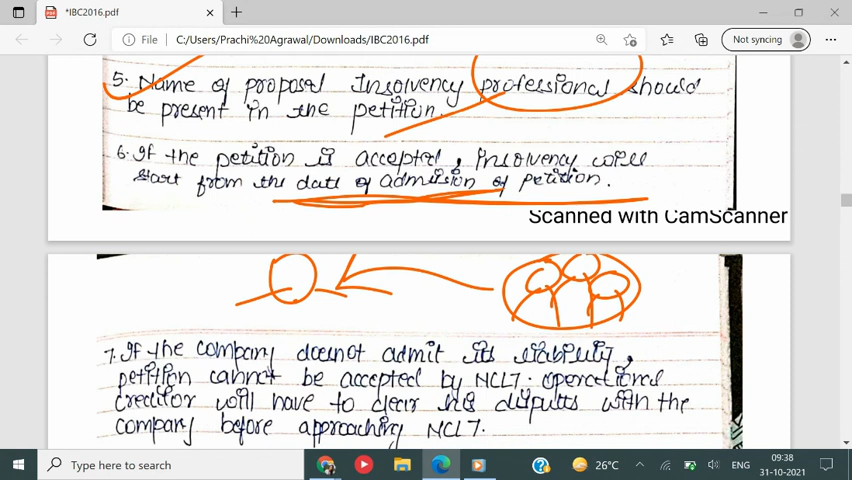 *IBC2016.pdf
File C:/Users/Prachi%20Agrawal/Downloads/IBC2016.pdf Not syncing
5. Name of proposal Insolvency professional should
be present in the petition.
6. If the petition is accepted, insolvency will
start from the date of admission of petition.
Scanned with CamScanner
7. If the company doesnot admit its liability,
petition cannot be accepted by NCLT. operational
creditor will have to clear his disputs with the
company before approaching NCLT.
Type here to search
26°C ENG 09:38
31-10-2021